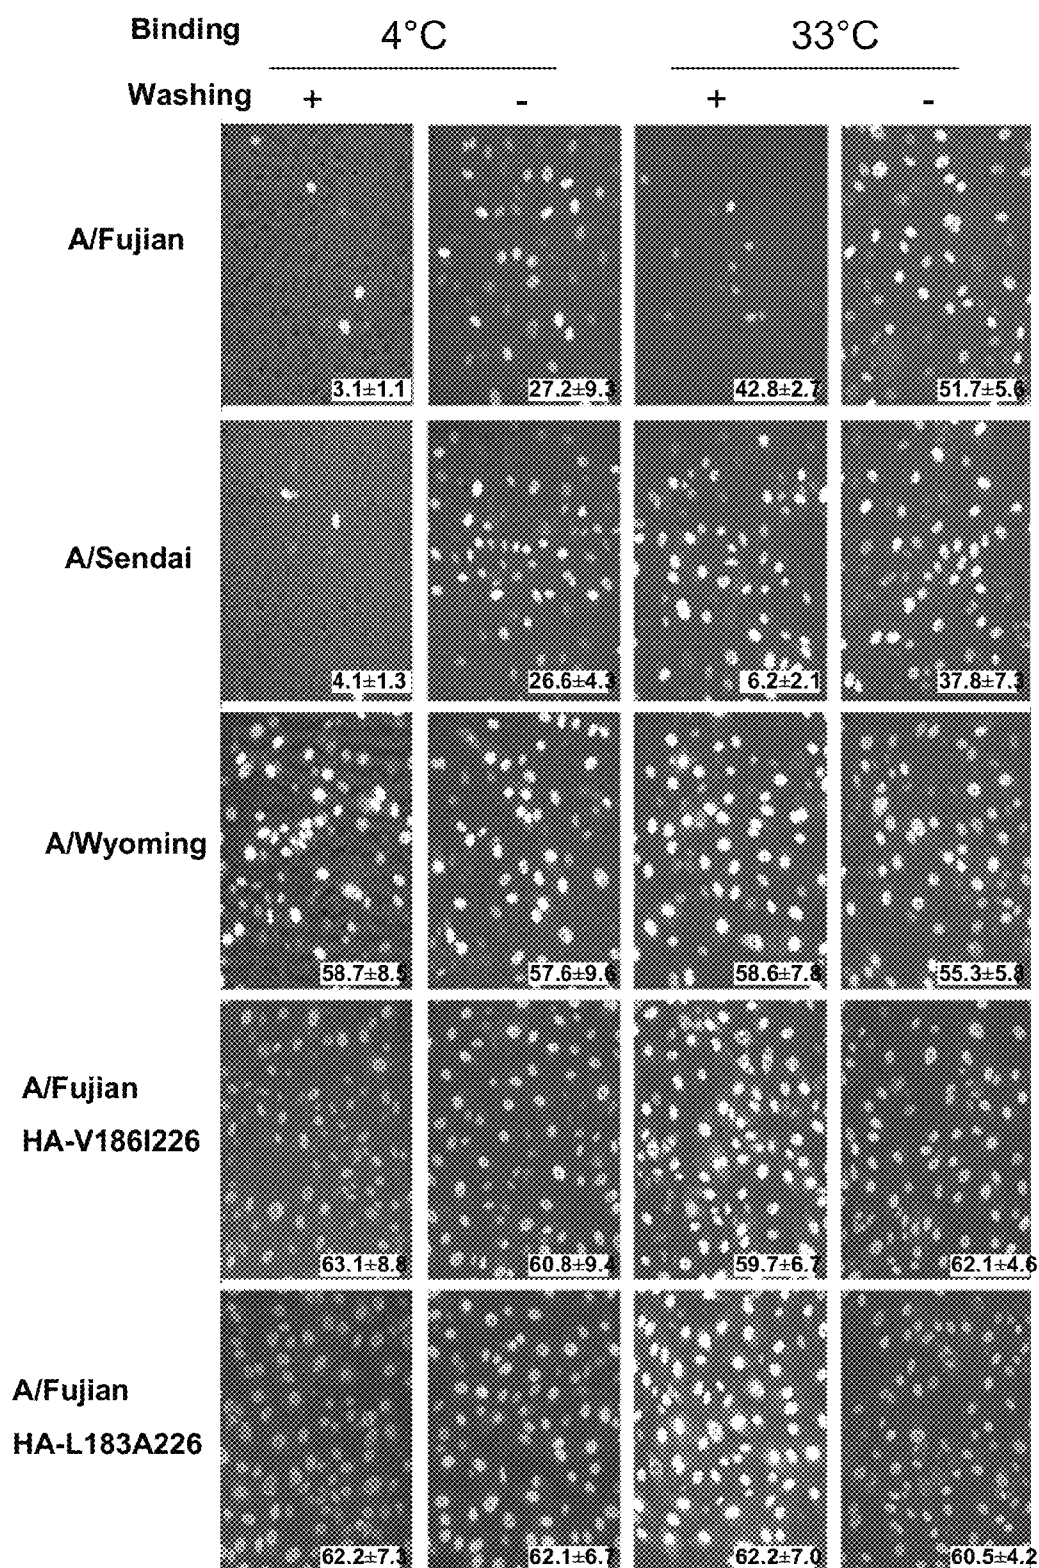 Binding 4°C 33°C
Washing + - + -
A/Fujian
3.1±1.1 27.2±9.3 42.8±2.7 51.7±5.6
A/Sendai
4.1±1.3 26.6±4.3 6.2±2.1 37.8±7.3
A/Wyoming
58.7±8.5 57.6±9.6 58.6±7.8 55.3±5.8
A/Fujian
HA-V186I226
63.1±8.8 60.8±9.4 59.7±6.7 62.1±4.6
A/Fujian
HA-L183A226
62.2±7.3 62.1±6.7 62.2±7.0 60.5±4.2